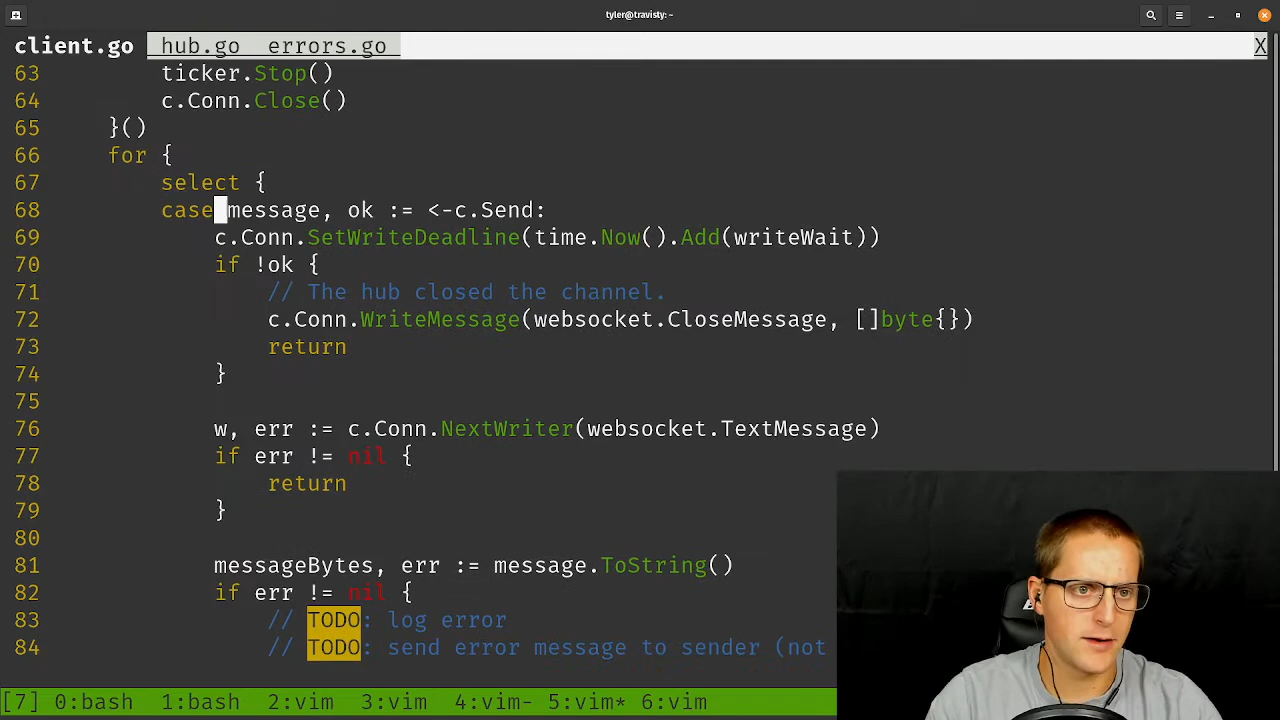 tyler@travisty: ~
client.go hub.go errors.go X
63 ticker.Stop()
64 c.Conn.Close()
65 }()
66 for {
67 select {
68 case message, ok := <-c.Send:
69 c.Conn.SetWriteDeadline(time.Now().Add(writeWait))
70 if !ok {
71 // The hub closed the channel.
72 c.Conn.WriteMessage(websocket.CloseMessage, []byte{})
73 return
74 }
75
76 w, err := c.Conn.NextWriter(websocket.TextMessage)
77 if err != nil {
78 return
79 }
80
81 messageBytes, err := message.ToString()
82 if err != nil {
83 // TODO: log error
84 // TODO: send error message to sender (not
[7] 0:bash 1:bash 2:vim 3:vim 4:vim- 5:vim* 6:vim